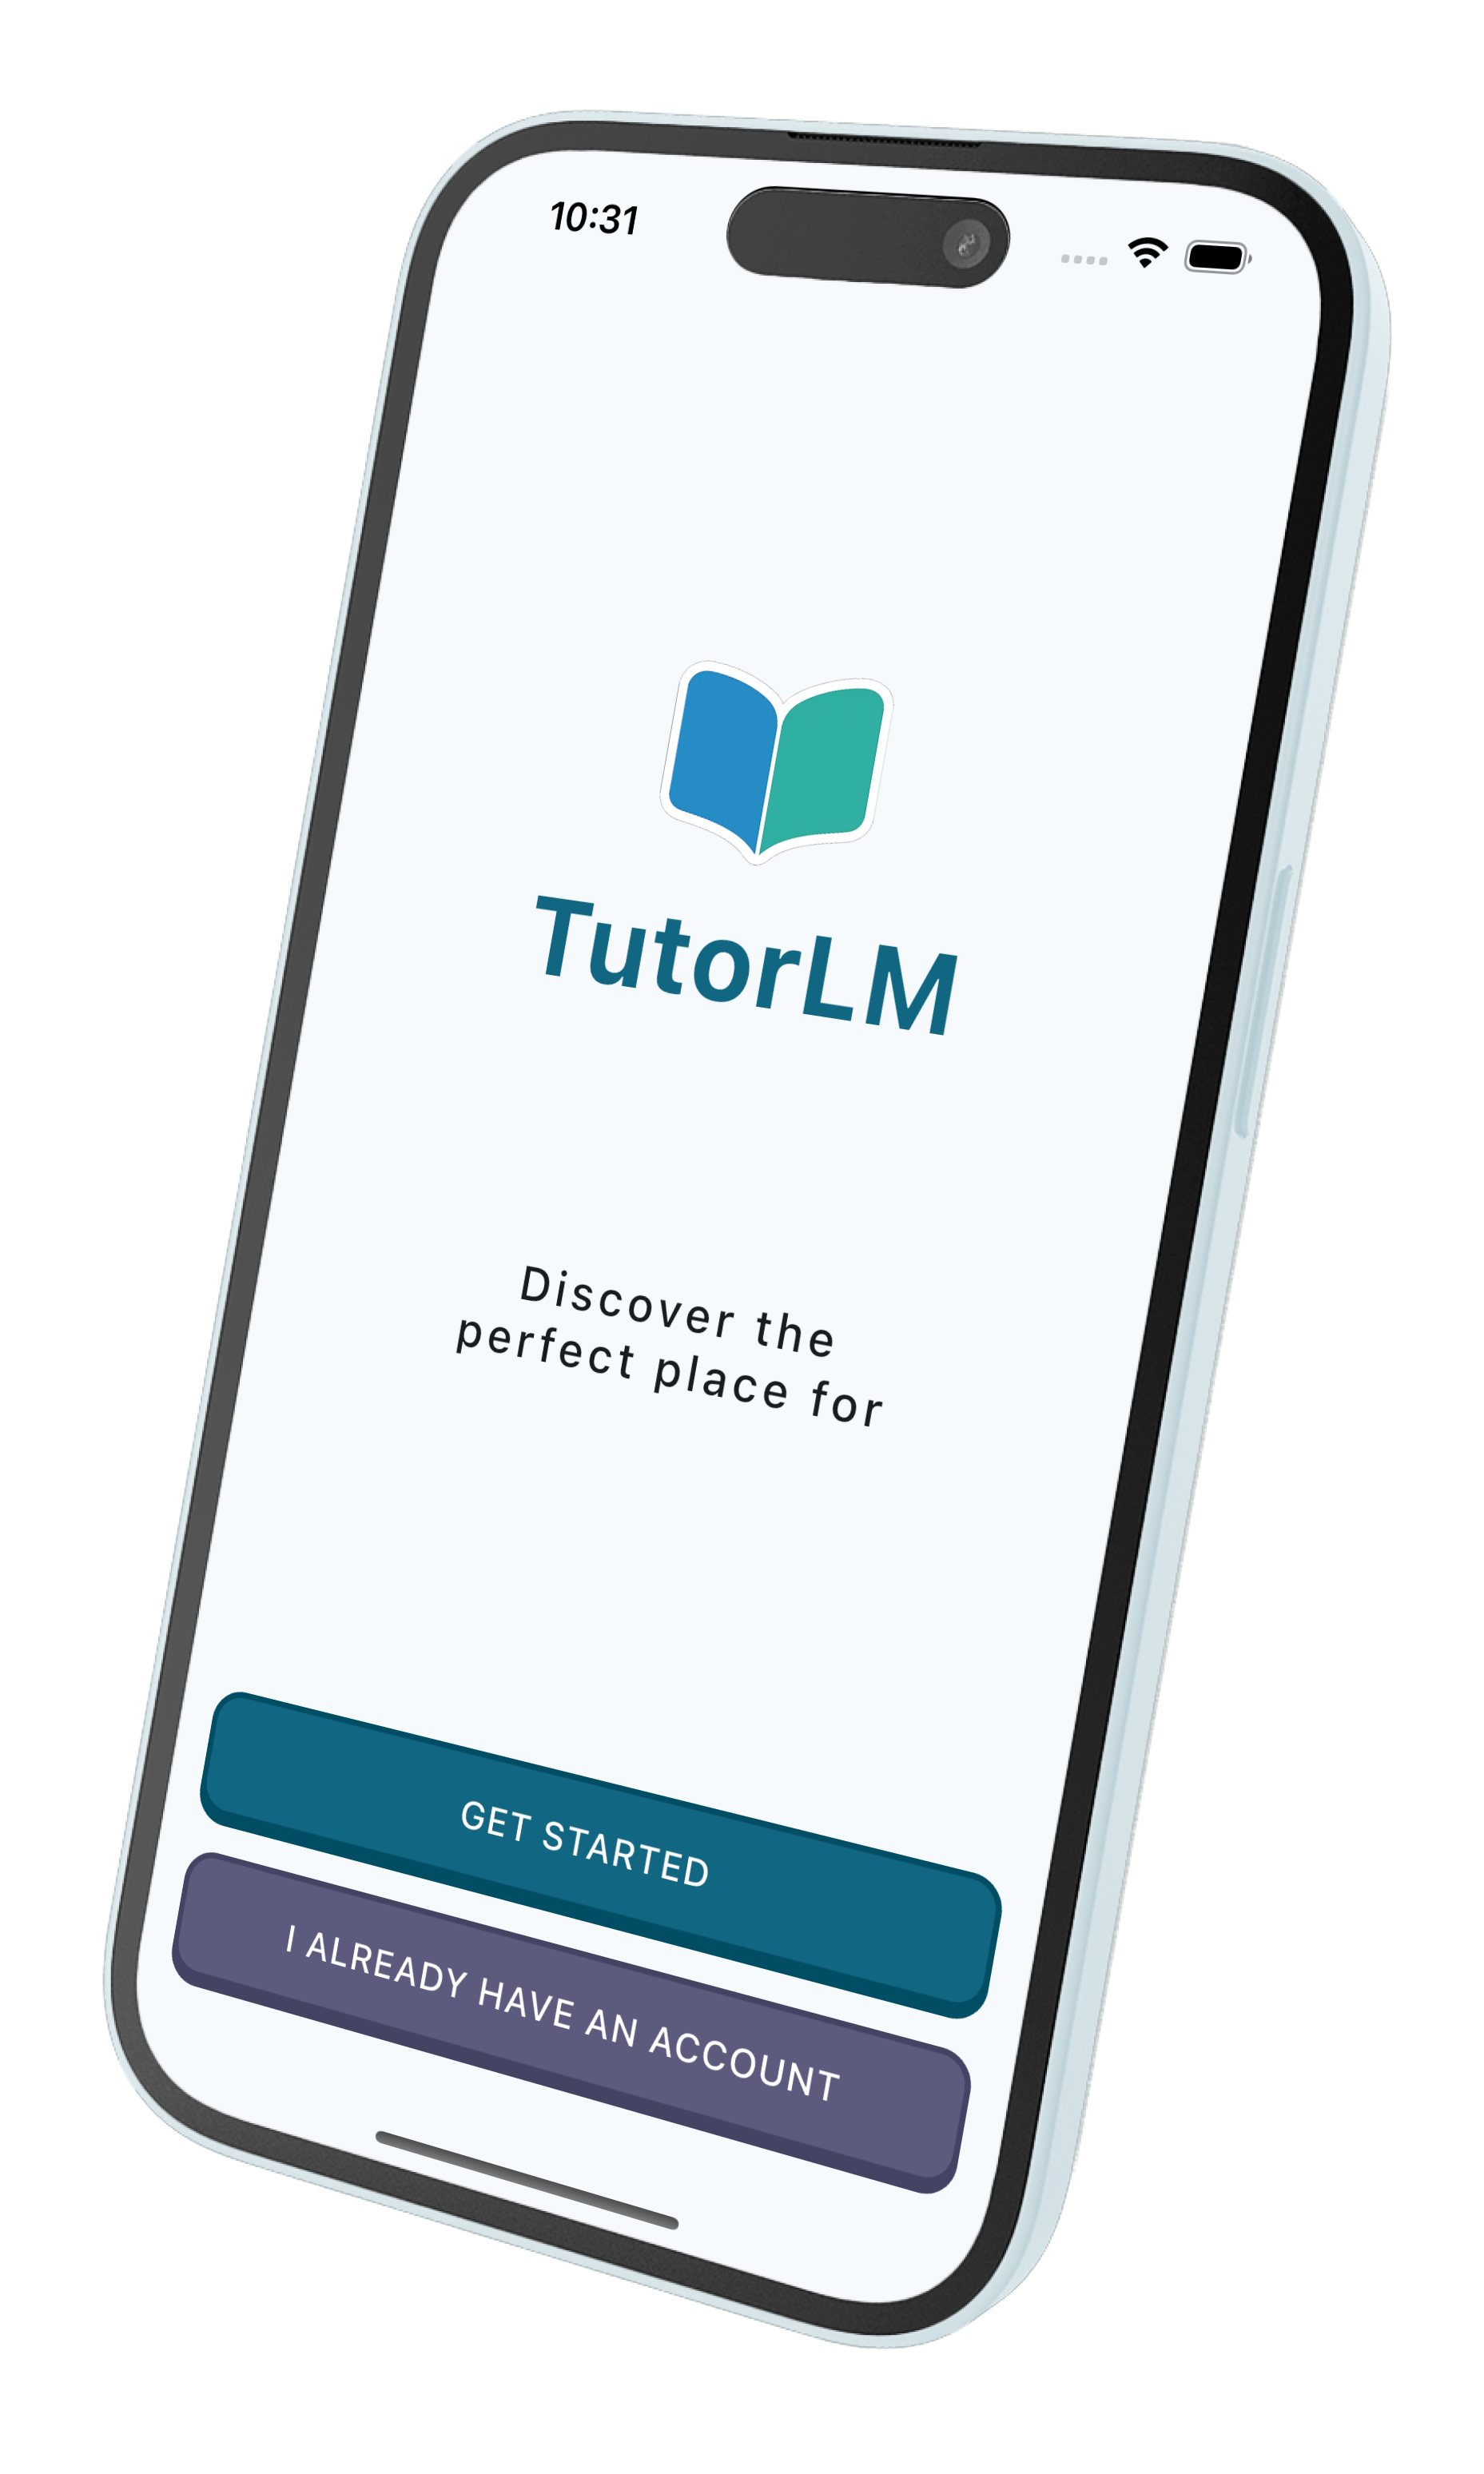 10:31
TutorLM
Discover the
perfect place for
GET STARTED
I ALREADY HAVE AN ACCOUNT